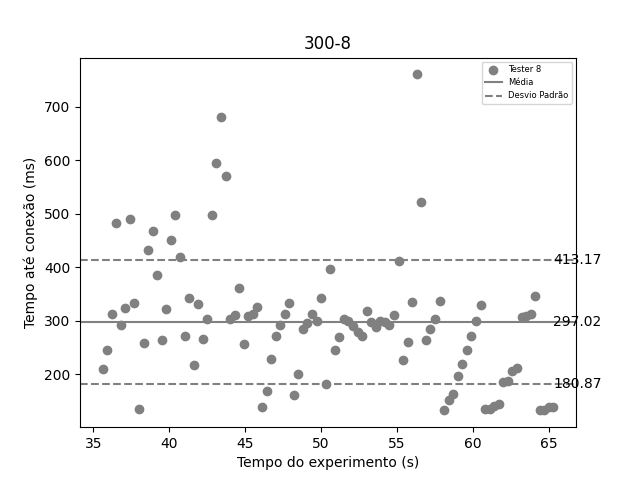 300-8
Tester 8
Média
Desvio Padrão
Tempo até conexão (ms)
700
600
500
400
300
200
413.17
297.02
180.87
35 40 45 50 55 60 65
Tempo do experimento (s)